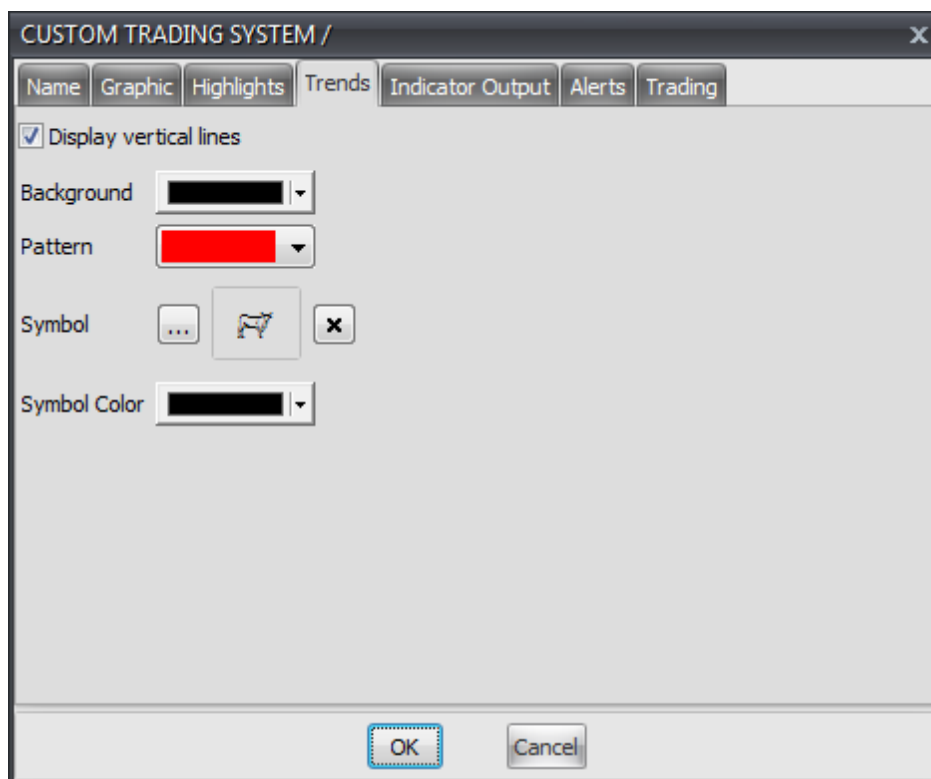 CUSTOM TRADING SYSTEM /
Name Graphic Highlights Trends Indicator Output Alerts Trading
Display vertical lines
Background
Pattern
Symbol ...
Symbol Color
OK Cancel